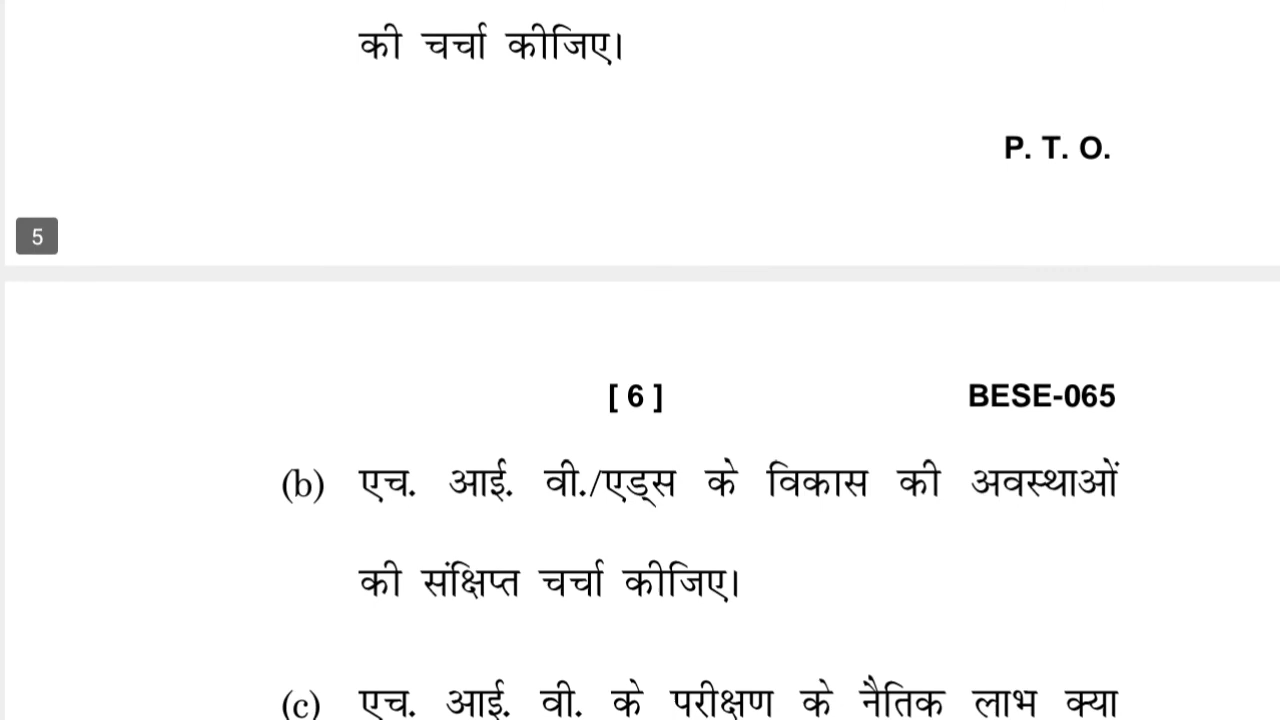 की चर्चा कीजिए।
P. T. O.
5
[ 6 ] BESE-065
(b) एच. आई. वी./एड्स के विकास की अवस्थाओं
की संक्षिप्त चर्चा कीजिए।
(c) एच. आई. वी. के परीक्षण के नैतिक लाभ क्या